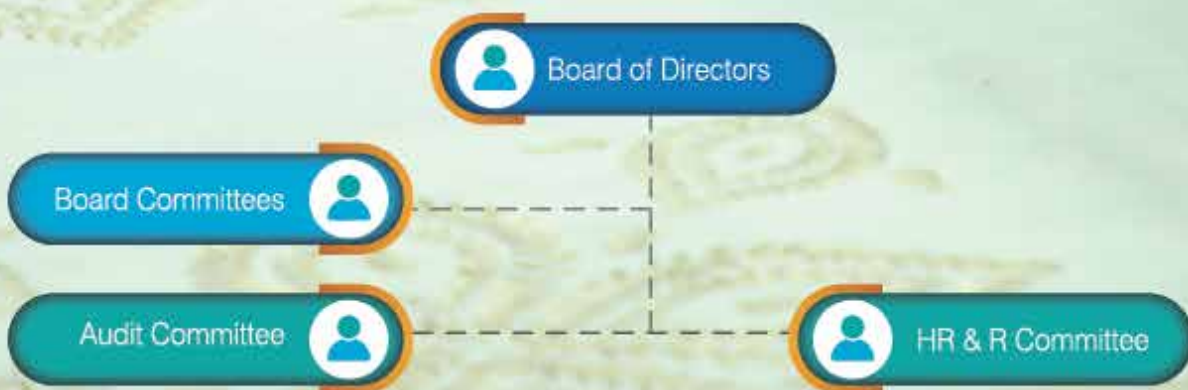 Board of Directors
Board Committees
Audit Committee
HR & R Committee